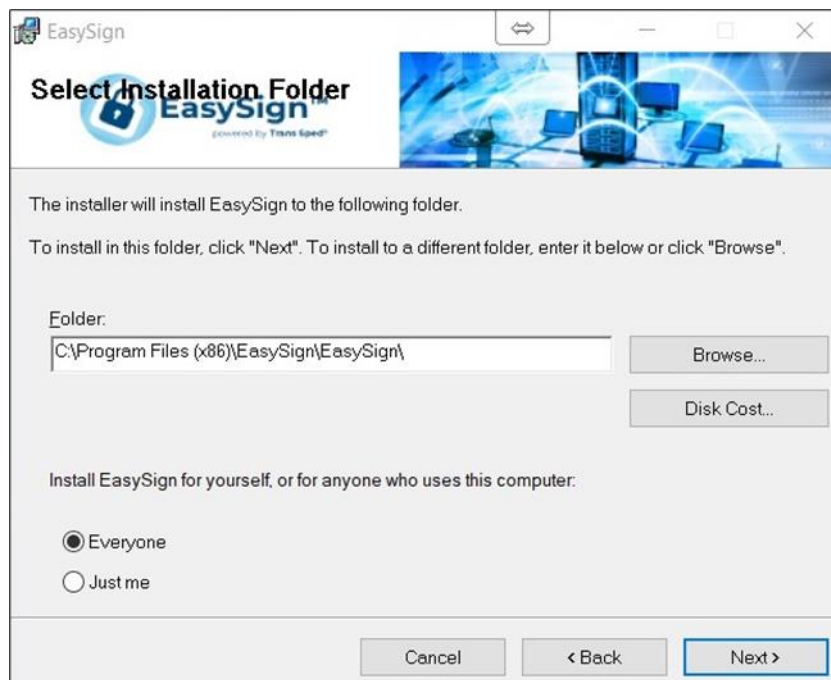 EasySign
Select Installation Folder
EasySign™
powered by Trans Sped®
The installer will install EasySign to the following folder.
To install in this folder, click "Next". To install to a different folder, enter it below or click "Browse".
Folder:
C:\Program Files (x86)\EasySign\EasySign\
Browse...
Disk Cost...
Install EasySign for yourself, or for anyone who uses this computer:
Everyone
Just me
Cancel
< Back
Next >